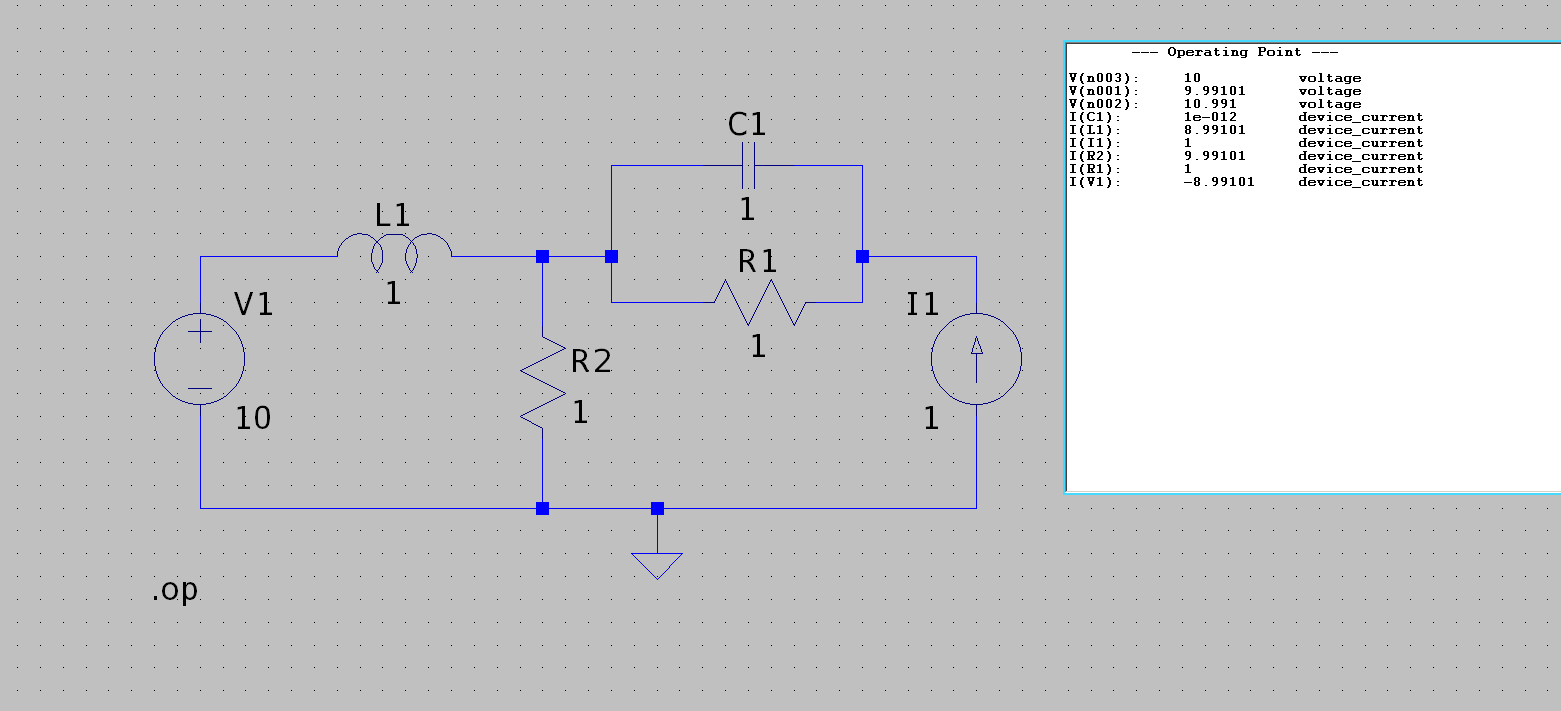 C1
1
L1
1
R1
1
V1
10
R2
1
I1
1
.op
--- Operating Point ---
V(n003): 10 voltage
V(n001): 9.99101 voltage
V(n002): 10.991 voltage
I(C1): 1e-012 device_current
I(L1): 8.99101 device_current
I(I1): 1 device_current
I(R2): 9.99101 device_current
I(R1): 1 device_current
I(V1): -8.99101 device_current